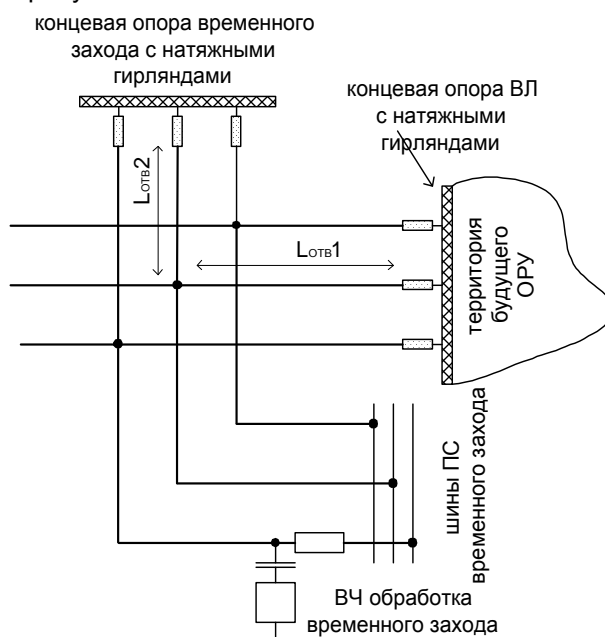 концевая опора временного
захода с натяжными
гирляндами
концевая опора ВЛ
с натяжными
гирляндами
Lотв2
Lотв1
территория
будущего
ОРУ
шины ПС
временного захода
ВЧ обработка
временного захода